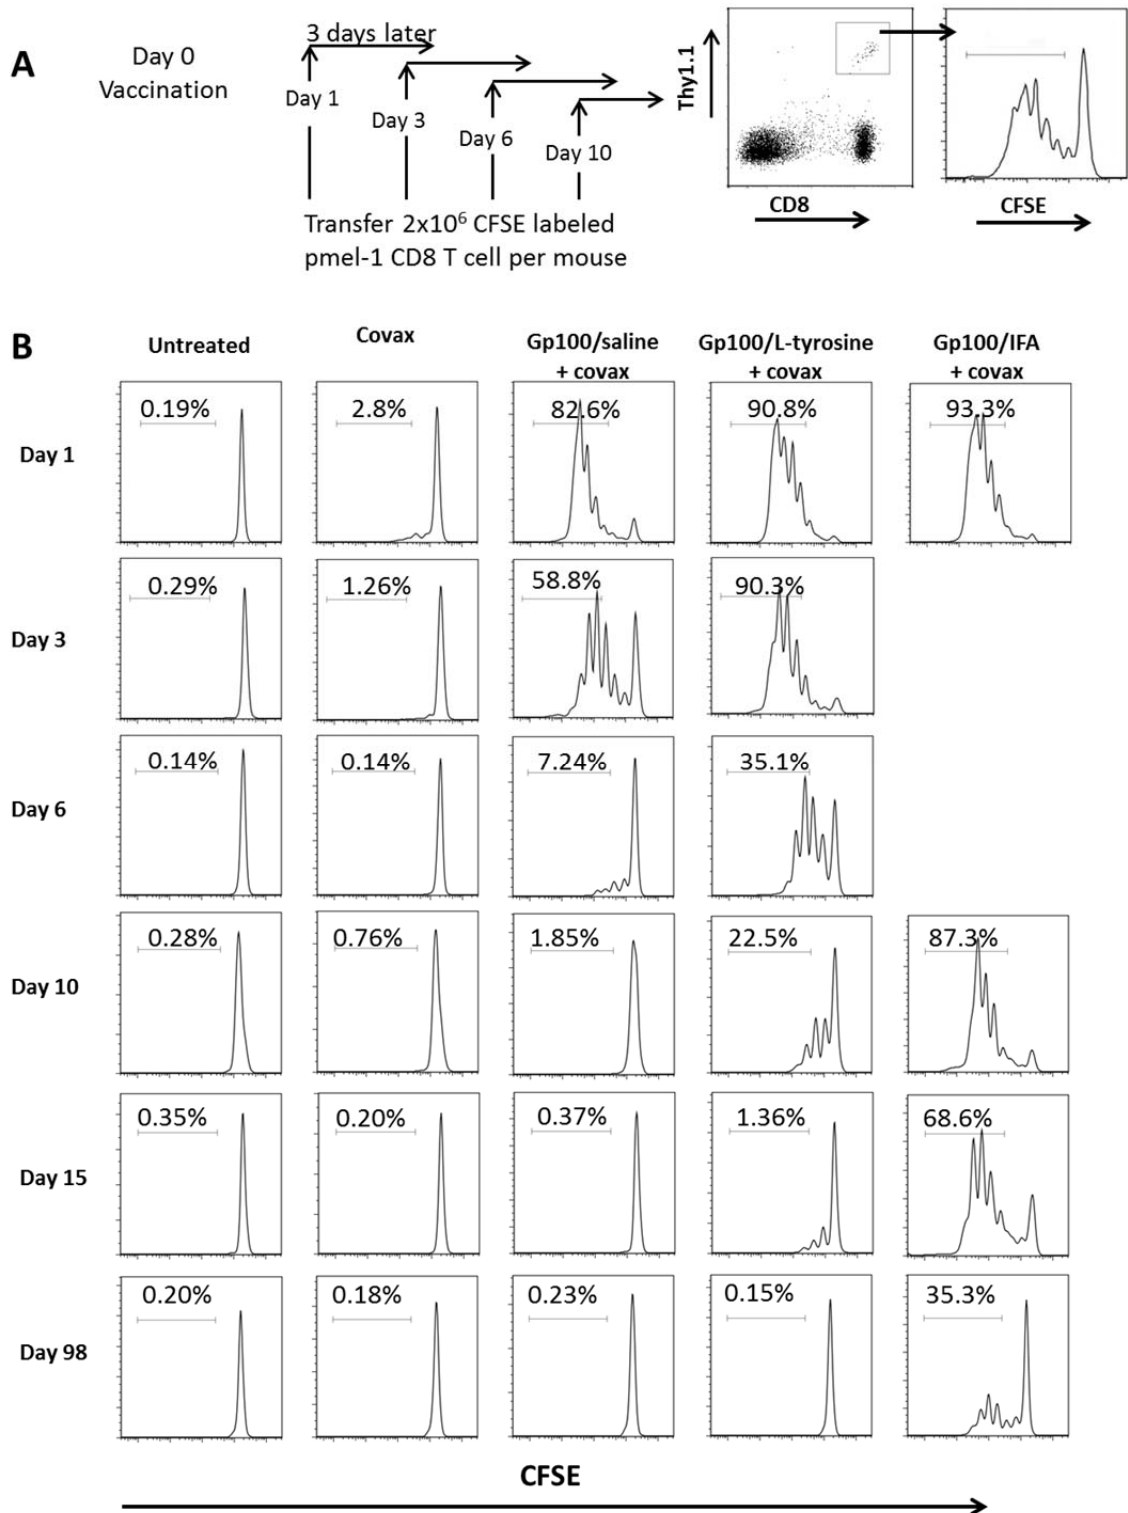 A
Day 0
Vaccination
3 days later
Day 1
Day 3
Day 6
Day 10
Transfer 2x10⁶ CFSE labeled
pmel-1 CD8 T cell per mouse
Thy1.1
CD8
CFSE
B
Untreated
Covax
Gp100/saline
+ covax
Gp100/L-tyrosine
+ covax
Gp100/IFA
+ covax
Day 1
0.19%
2.8%
82.6%
90.8%
93.3%
Day 3
0.29%
1.26%
58.8%
90.3%
Day 6
0.14%
0.14%
7.24%
35.1%
Day 10
0.28%
0.76%
1.85%
22.5%
87.3%
Day 15
0.35%
0.20%
0.37%
1.36%
68.6%
Day 98
0.20%
0.18%
0.23%
0.15%
35.3%
CFSE